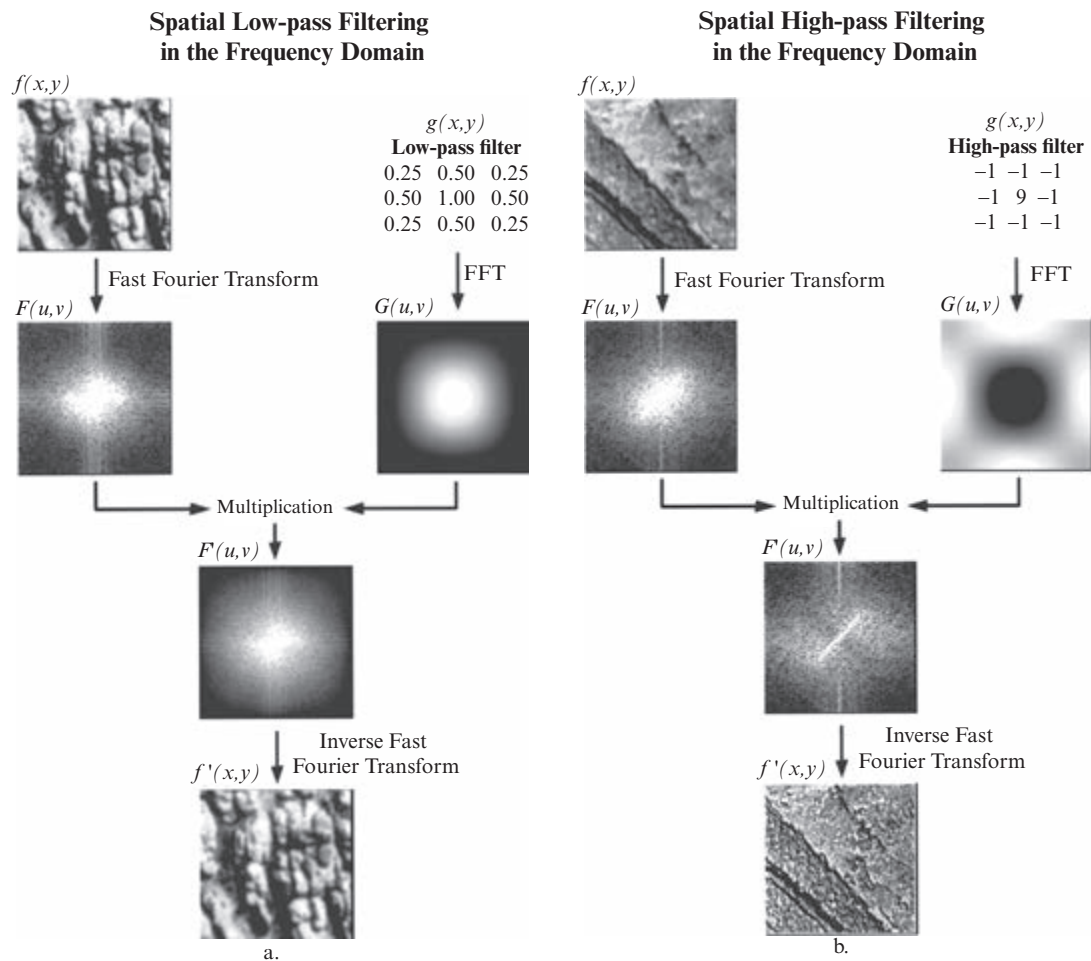 Spatial Low-pass Filtering
in the Frequency Domain
f(x,y)
g(x,y)
Low-pass filter
0.25 0.50 0.25
0.50 1.00 0.50
0.25 0.50 0.25
Fast Fourier Transform
FFT
F(u,v)
G(u,v)
Multiplication
F'(u,v)
Inverse Fast
Fourier Transform
f '(x,y)
a.
Spatial High-pass Filtering
in the Frequency Domain
f(x,y)
g(x,y)
High-pass filter
−1 −1 −1
−1 9 −1
−1 −1 −1
Fast Fourier Transform
FFT
F(u,v)
G(u,v)
Multiplication
F'(u,v)
Inverse Fast
Fourier Transform
f '(x,y)
b.